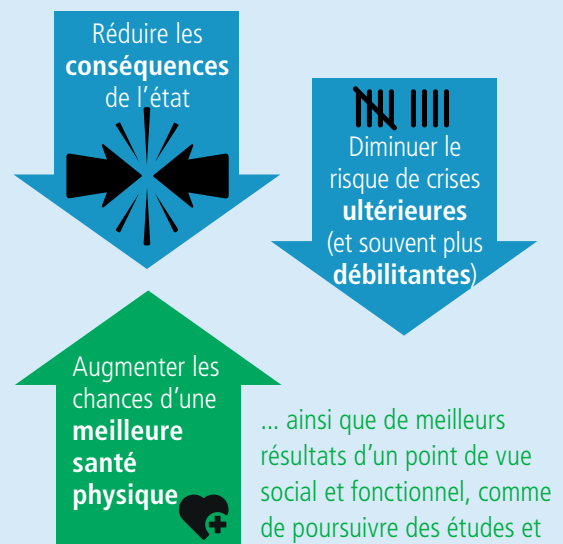 Réduire les
conséquences
de l'état
Diminuer le
risque de crises
ultérieures
(et souvent plus
débilitantes)
Augmenter les
chances d'une
meilleure
santé
physique
... ainsi que de meilleurs
résultats d'un point de vue
social et fonctionnel, comme
de poursuivre des études et